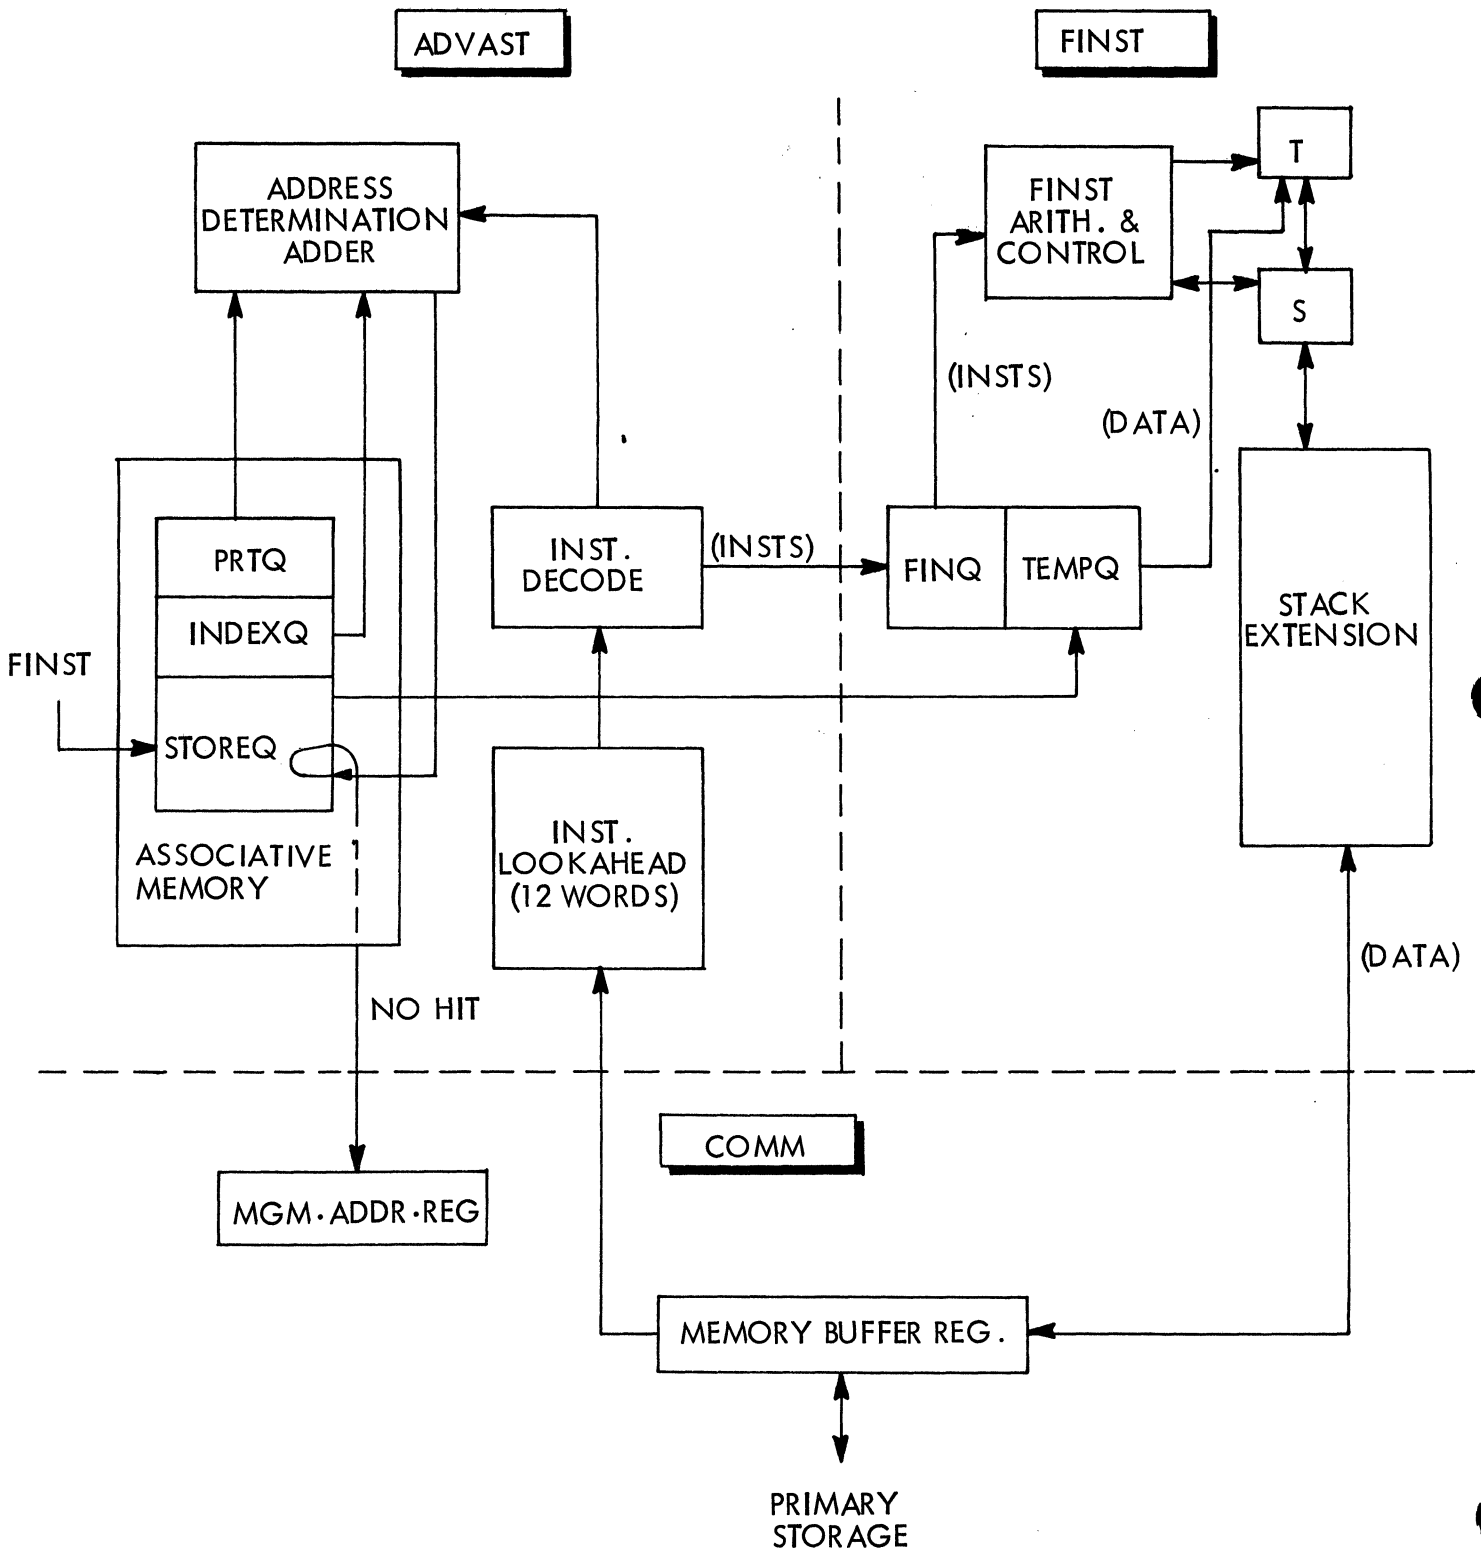 ADVAST
FINST
ADDRESS
DETERMINATION
ADDER
T
FINST
ARITH. &
CONTROL
S
(INSTS)
(DATA)
PRTQ
INDEXQ
STOREQ
ASSOCIATIVE
MEMORY
FINST
INST.
DECODE
(INSTS)
FINQ
TEMPQ
STACK
EXTENSION
INST.
LOOKAHEAD
(12 WORDS)
(DATA)
NO HIT
COMM
MGM.ADDR.REG
MEMORY BUFFER REG.
PRIMARY
STORAGE